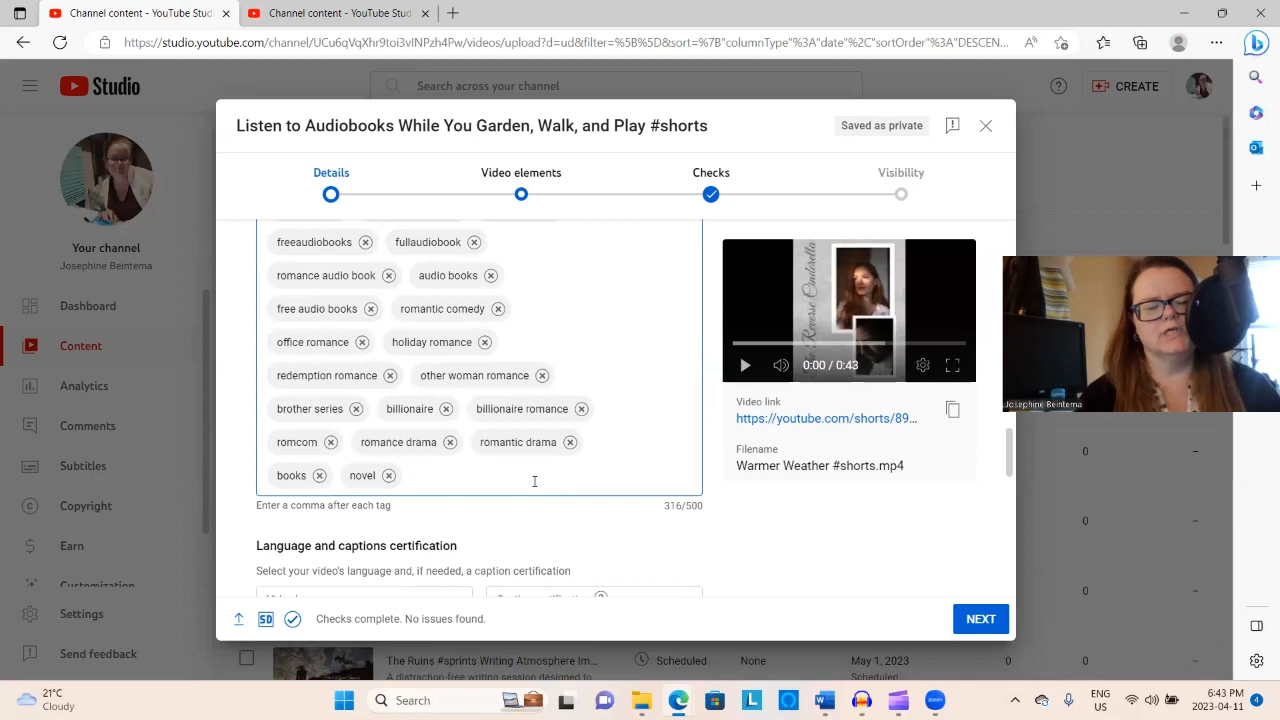 Channel content - YouTube Studi
Channel content - YouTube Stud
https://studio.youtube.com/channel/UCu6qVqXhr9toi3vlNPzh4Pw/videos/upload?d=ud&filter=%5B%5D&sort=%7B"columnType"%3A"date"%2C"sortOrder"%3A"DESCEN...
Studio
Search across your channel
CREATE
Listen to Audiobooks While You Garden, Walk, and Play #shorts
Saved as private
Details
Video elements
Checks
Visibility
Your channel
Josephine Beintema
Dashboard
Content
Analytics
Comments
Subtitles
Copyright
Earn
Customization
Settings
Send feedback
freeaudiobooks
fullaudiobook
romance audio book
audio books
free audio books
romantic comedy
office romance
holiday romance
redemption romance
other woman romance
brother series
billionaire
billionaire romance
romcom
romance drama
romantic drama
books
novel
Enter a comma after each tag
316/500
Language and captions certification
Select your video's language and, if needed, a caption certification
0:00 / 0:43
Video link
https://youtube.com/shorts/89...
Filename
Warmer Weather #shorts.mp4
Josephine Beintema
0 –
0 –
0 –
0 –
SD
Checks complete. No issues found.
NEXT
The Ruins #sprints Writing Atmosphere Im...
A distraction-free writing session designed to
Scheduled
None
May 1, 2023
Scheduled
0
0 –
21°C
Cloudy
Search
ENG
US
6:43 PM
2023-04-11
4